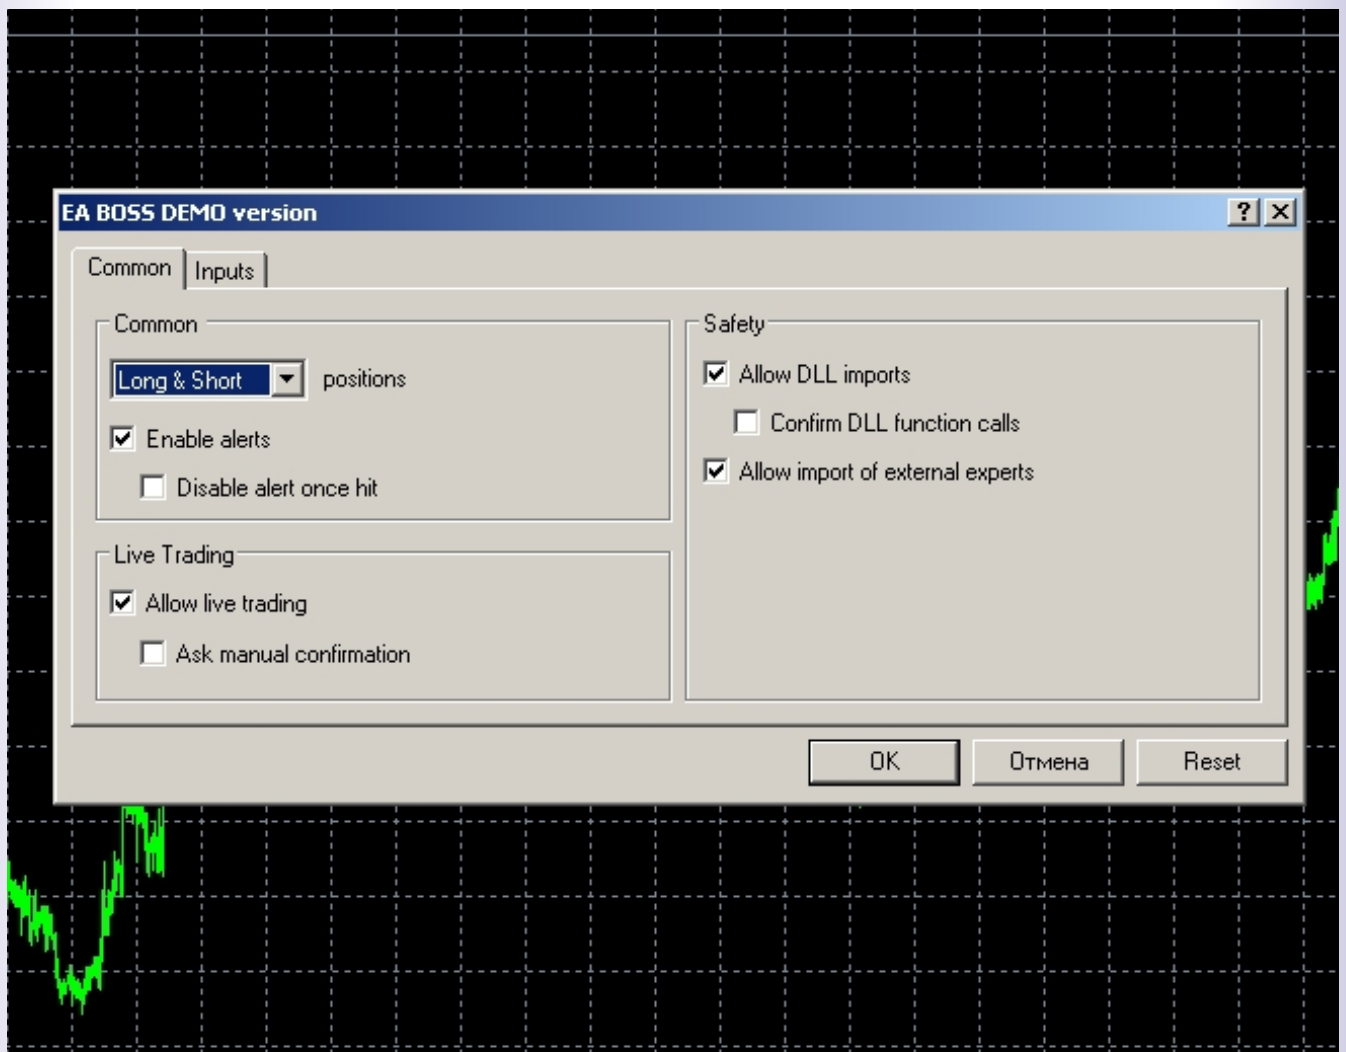 EA BOSS DEMO version
Common
Inputs
Common
Long & Short positions
Enable alerts
Disable alert once hit
Live Trading
Allow live trading
Ask manual confirmation
Safety
Allow DLL imports
Confirm DLL function calls
Allow import of external experts
OK
Отмена
Reset